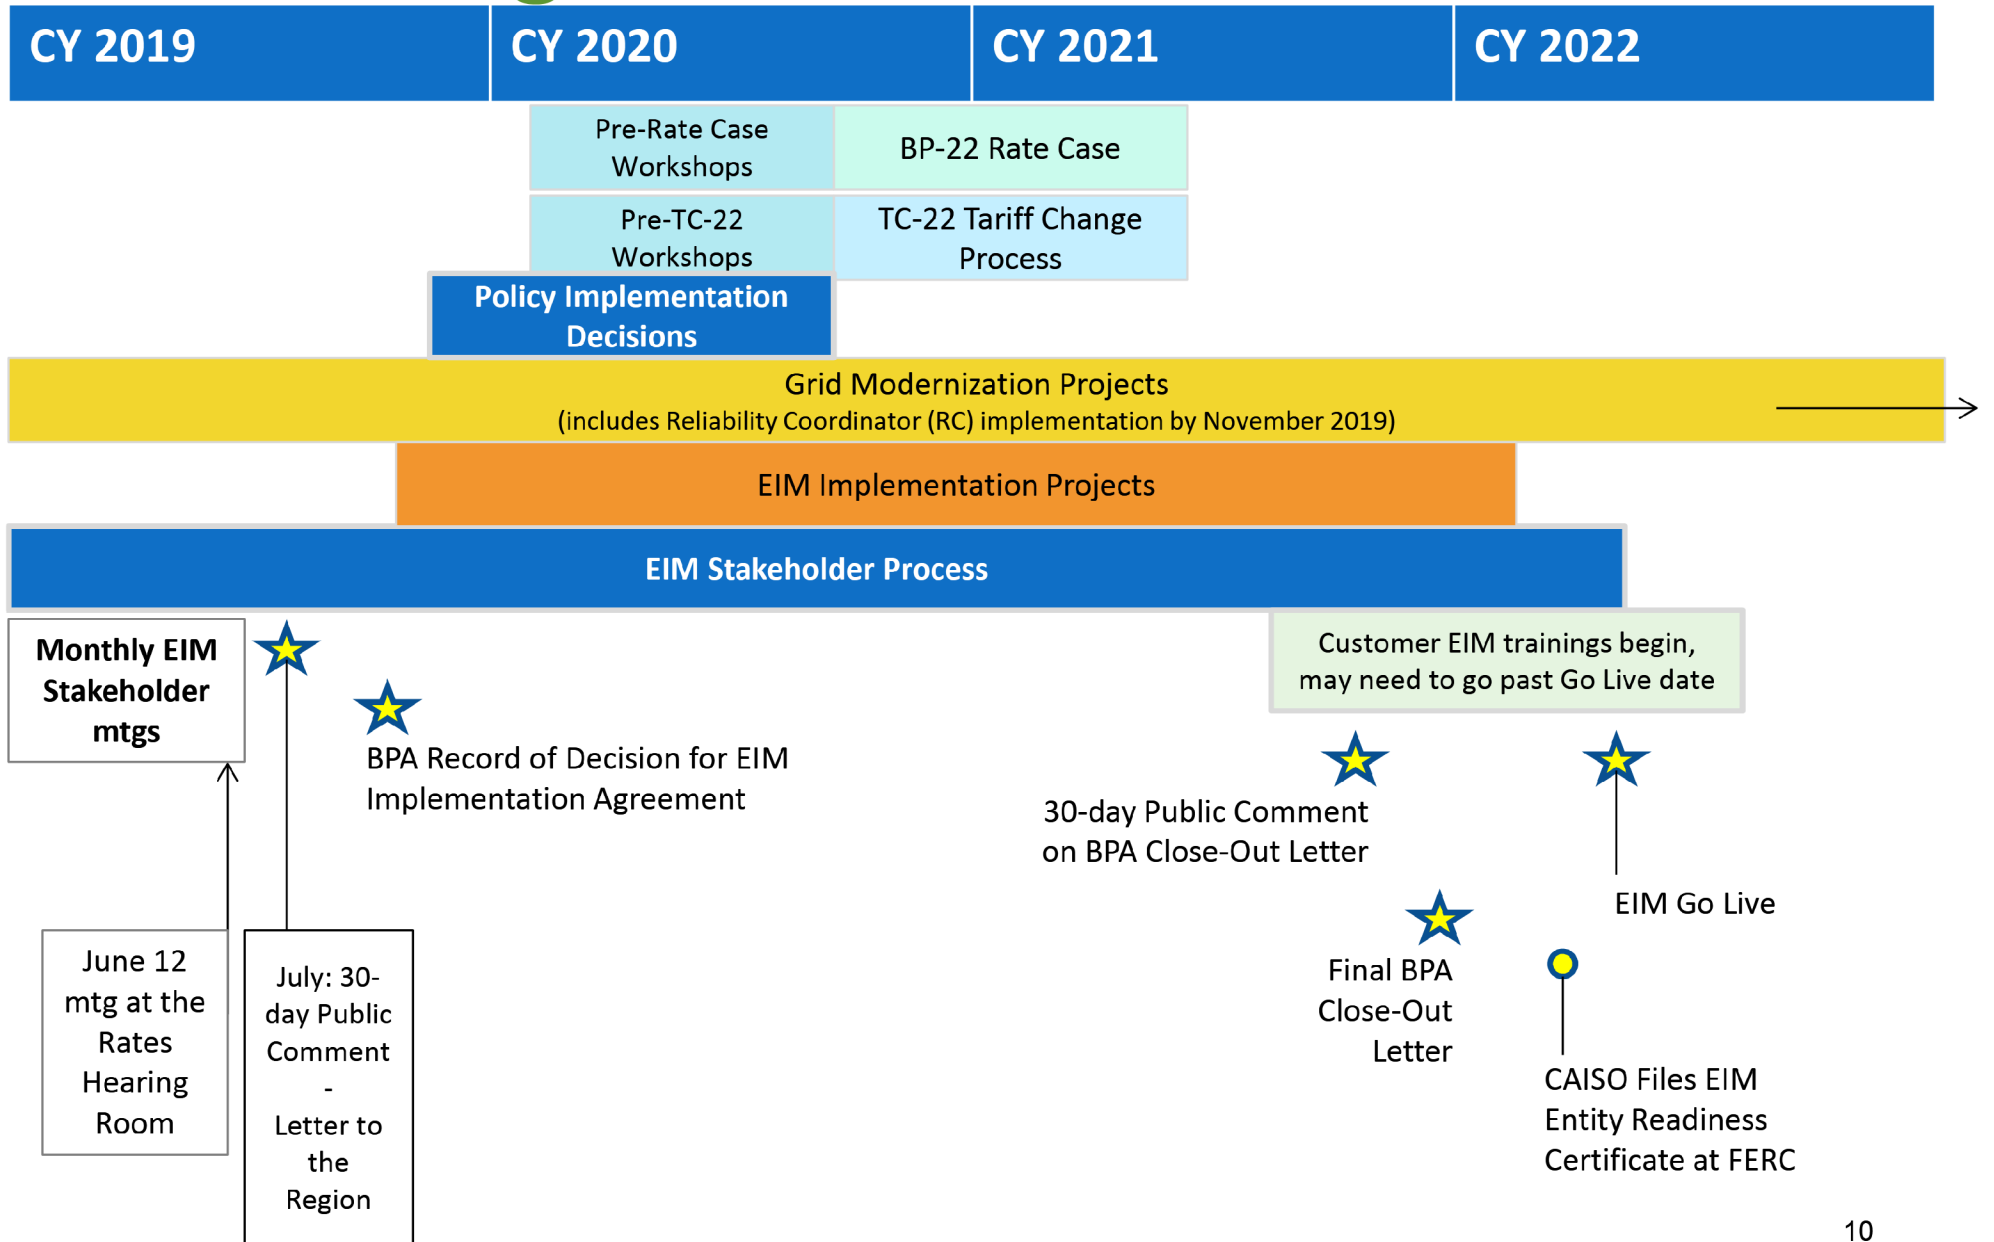 CY 2019
CY 2020
CY 2021
CY 2022
Pre-Rate Case
Workshops
BP-22 Rate Case
Pre-TC-22
Workshops
TC-22 Tariff Change
Process
Policy Implementation
Decisions
Grid Modernization Projects
(includes Reliability Coordinator (RC) implementation by November 2019)
EIM Implementation Projects
EIM Stakeholder Process
Monthly EIM
Stakeholder
mtgs
Customer EIM trainings begin,
may need to go past Go Live date
BPA Record of Decision for EIM
Implementation Agreement
30-day Public Comment
on BPA Close-Out Letter
EIM Go Live
June 12
mtg at the
Rates
Hearing
Room
July: 30-
day Public
Comment
-
Letter to
the
Region
Final BPA
Close-Out
Letter
CAISO Files EIM
Entity Readiness
Certificate at FERC
10